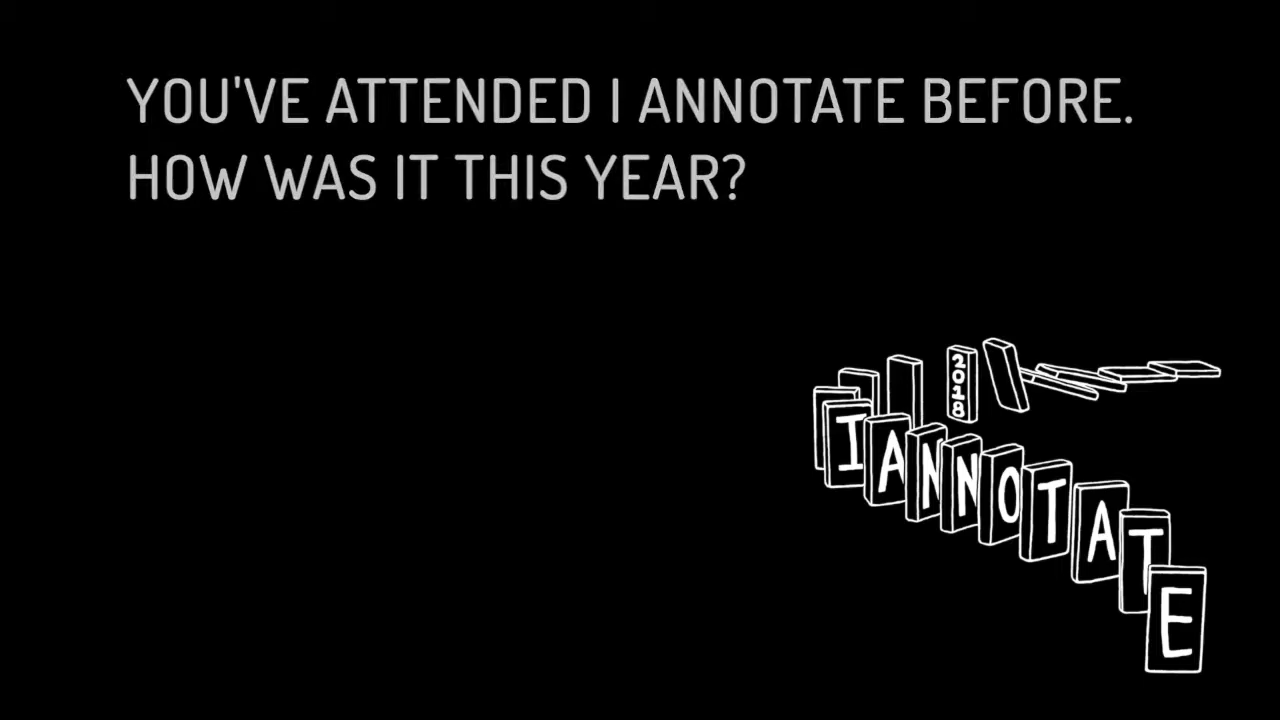 YOU'VE ATTENDED I ANNOTATE BEFORE.
HOW WAS IT THIS YEAR?
2018
IANNOTATE